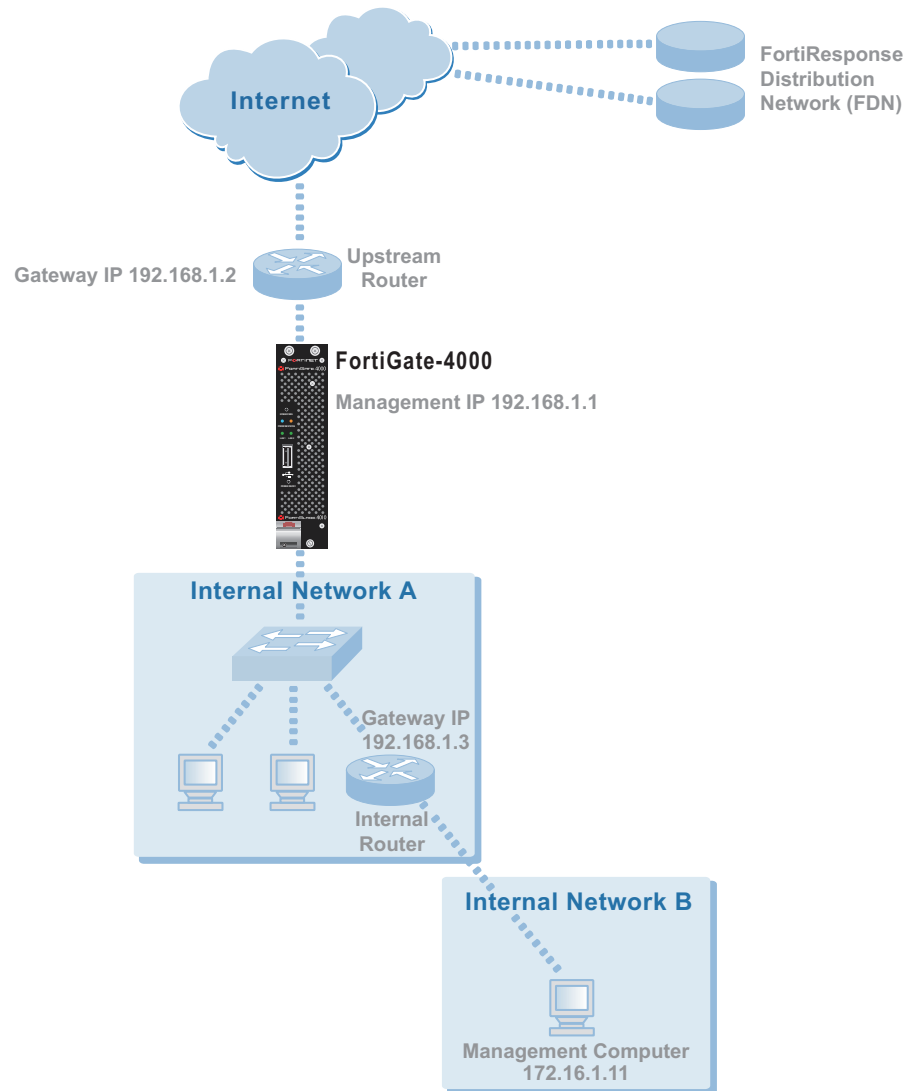 FortiResponse
Distribution
Network (FDN)
Internet
Upstream
Router
Gateway IP 192.168.1.2
FortiGate-4000
Management IP 192.168.1.1
Internal Network A
Gateway IP
192.168.1.3
Internal
Router
Internal Network B
Management Computer
172.16.1.11